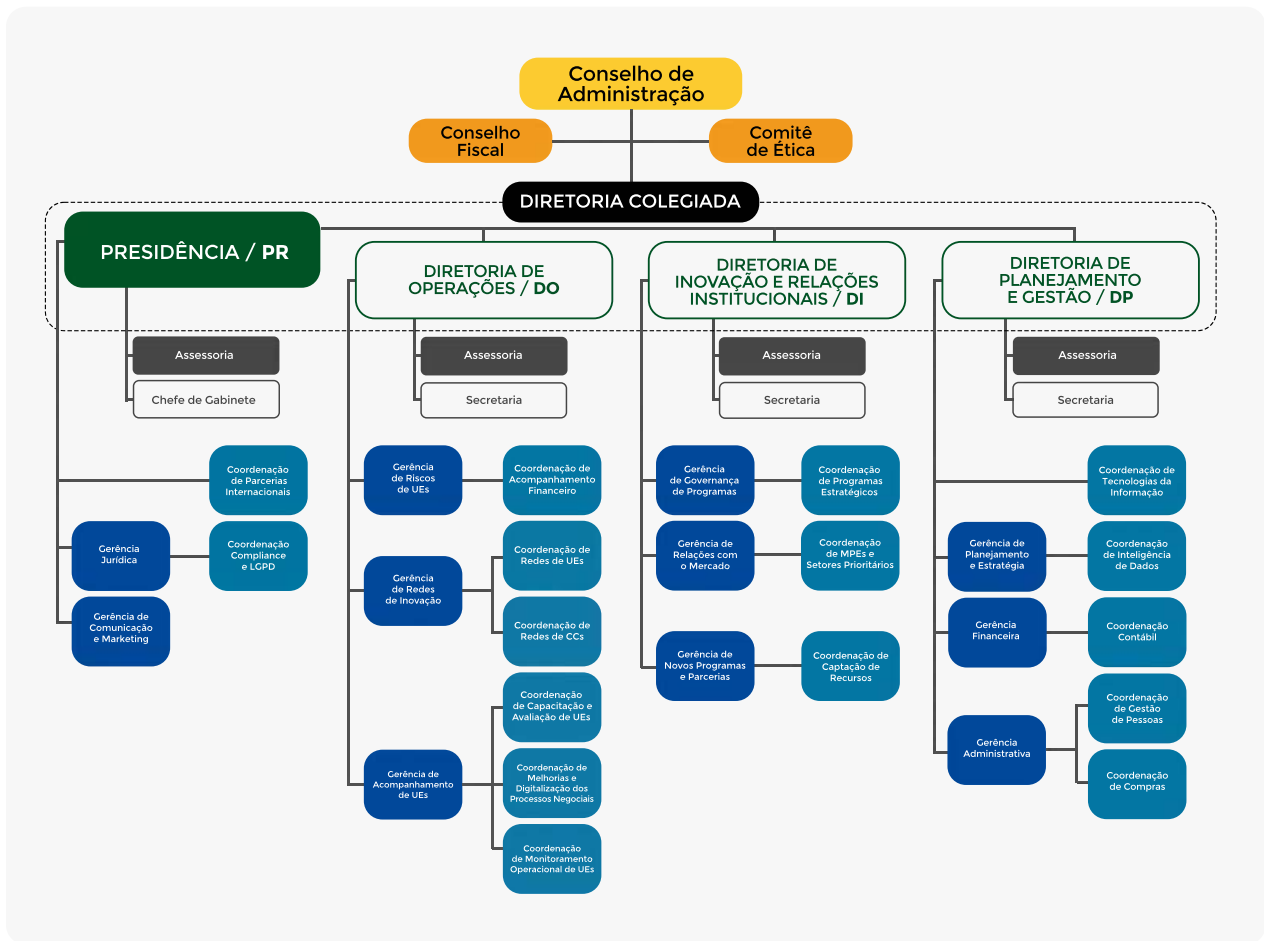 Conselho de
Administração
Conselho
Fiscal
Comitê
de Ética
DIRETORIA COLEGIADA
PRESIDÊNCIA / PR
DIRETORIA DE
OPERAÇÕES / DO
DIRETORIA DE
INOVAÇÃO E RELAÇÕES
INSTITUCIONAIS / DI
DIRETORIA DE
PLANEJAMENTO
E GESTÃO / DP
Assessoria
Chefe de Gabinete
Assessoria
Secretaria
Assessoria
Secretaria
Assessoria
Secretaria
Coordenação
de Parcerias
Internacionais
Gerência
Jurídica
Coordenação
Compliance
e LGPD
Gerência de
Comunicação
e Marketing
Gerência
de Riscos
de UEs
Coordenação de
Acompanhamento
Financeiro
Gerência
de Redes
de Inovação
Coordenação de
Redes de UEs
Coordenação de
Redes de CCs
Gerência de
Acompanhamento
de UEs
Coordenação
de Capacitação e
Avaliação de UEs
Coordenação de
Melhorias e
Digitalização dos
Processos Negociais
Coordenação
de Monitoramento
Operacional de UEs
Gerência
de Governança
de Programas
Coordenação
de Programas
Estratégicos
Gerência de
Relações com
o Mercado
Coordenação
de MPEs e
Setores Prioritários
Gerência de
Novos Programas
e Parcerias
Coordenação de
Captação de
Recursos
Coordenação de
Tecnologias da
Informação
Gerência de
Planejamento
e Estratégia
Coordenação
de Inteligência
de Dados
Gerência
Financeira
Coordenação
Contábil
Gerência
Administrativa
Coordenação
de Gestão
de Pessoas
Coordenação
de Compras